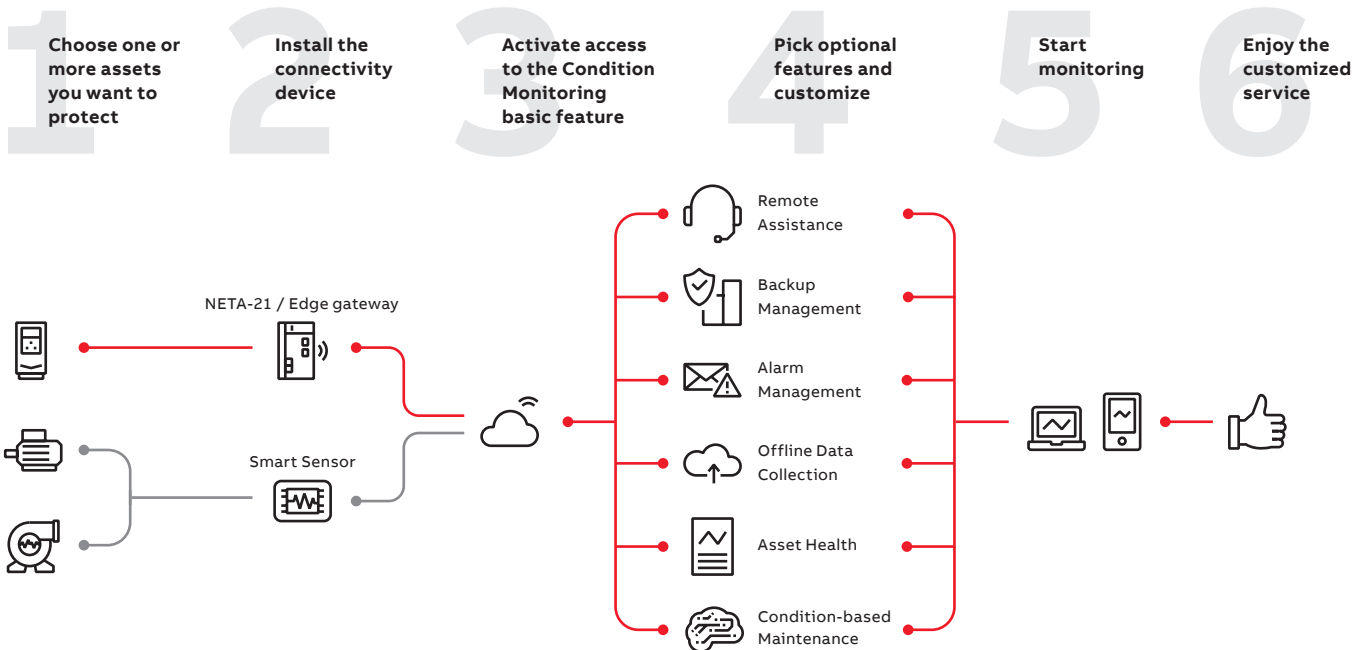 1
Choose one or
more assets
you want to
protect
2
Install the
connectivity
device
3
Activate access
to the Condition
Monitoring
basic feature
4
Pick optional
features and
customize
5
Start
monitoring
6
Enjoy the
customized
service
NETA-21 / Edge gateway
Smart Sensor
Remote
Assistance
Backup
Management
Alarm
Management
Offline Data
Collection
Asset Health
Condition-based
Maintenance